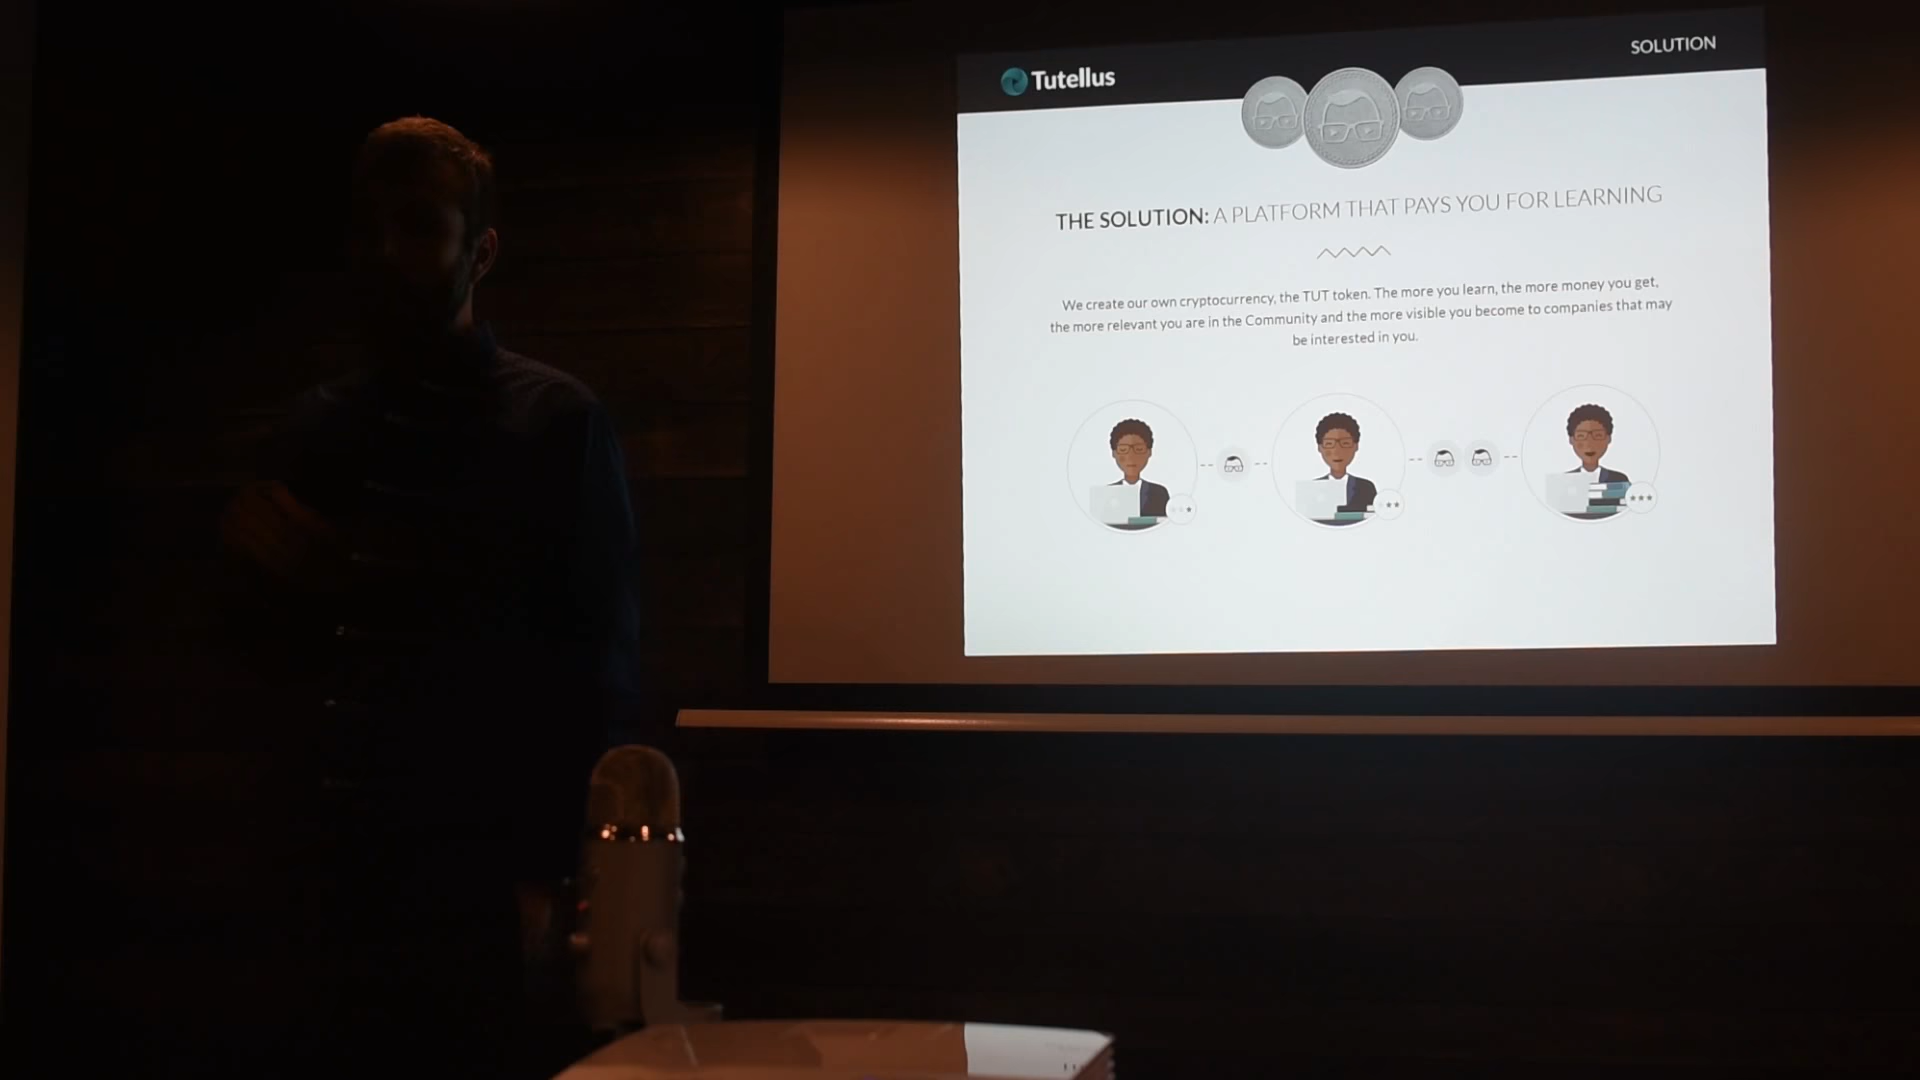 Tutellus
SOLUTION
THE SOLUTION: A PLATFORM THAT PAYS YOU FOR LEARNING
We create our own cryptocurrency, the TUT token. The more you learn, the more money you get,
the more relevant you are in the Community and the more visible you become to companies that may
be interested in you.